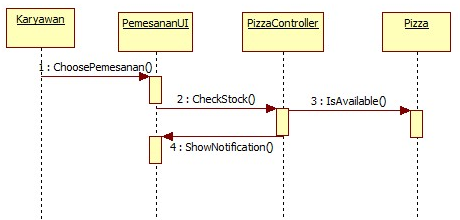 Karyawan
PemesananUI
PizzaController
Pizza
1 : ChoosePemesanan()
2 : CheckStock()
3 : IsAvailable()
4 : ShowNotification()